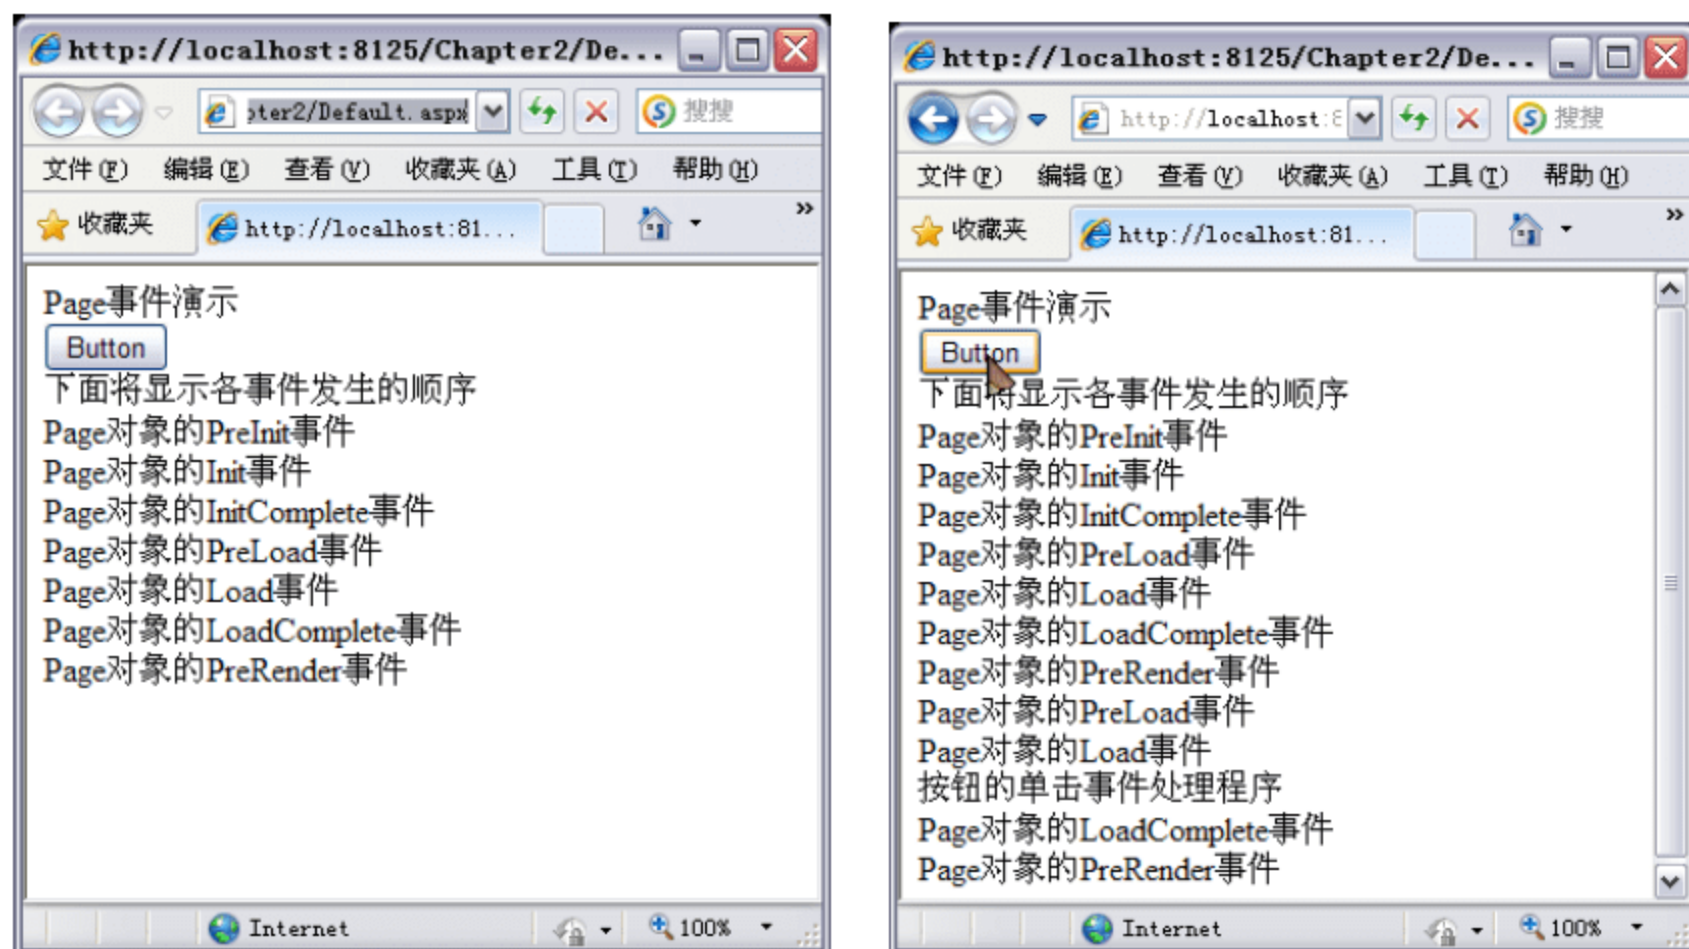 http://localhost:8125/Chapter2/De...
pter2/Default.aspx
搜搜
文件(F) 编辑(E) 查看(V) 收藏夹(A) 工具(T) 帮助(H)
收藏夹
http://localhost:81...
»
Page事件演示
Button
下面将显示各事件发生的顺序
Page对象的PreInit事件
Page对象的Init事件
Page对象的InitComplete事件
Page对象的PreLoad事件
Page对象的Load事件
Page对象的LoadComplete事件
Page对象的PreRender事件
Internet
100%
http://localhost:8125/Chapter2/De...
http://localhost:8
搜搜
文件(F) 编辑(E) 查看(V) 收藏夹(A) 工具(T) 帮助(H)
收藏夹
http://localhost:81...
»
Page事件演示
Button
下面将显示各事件发生的顺序
Page对象的PreInit事件
Page对象的Init事件
Page对象的InitComplete事件
Page对象的PreLoad事件
Page对象的Load事件
Page对象的LoadComplete事件
Page对象的PreRender事件
Page对象的PreLoad事件
Page对象的Load事件
按钮的单击事件处理程序
Page对象的LoadComplete事件
Page对象的PreRender事件
Internet
100%